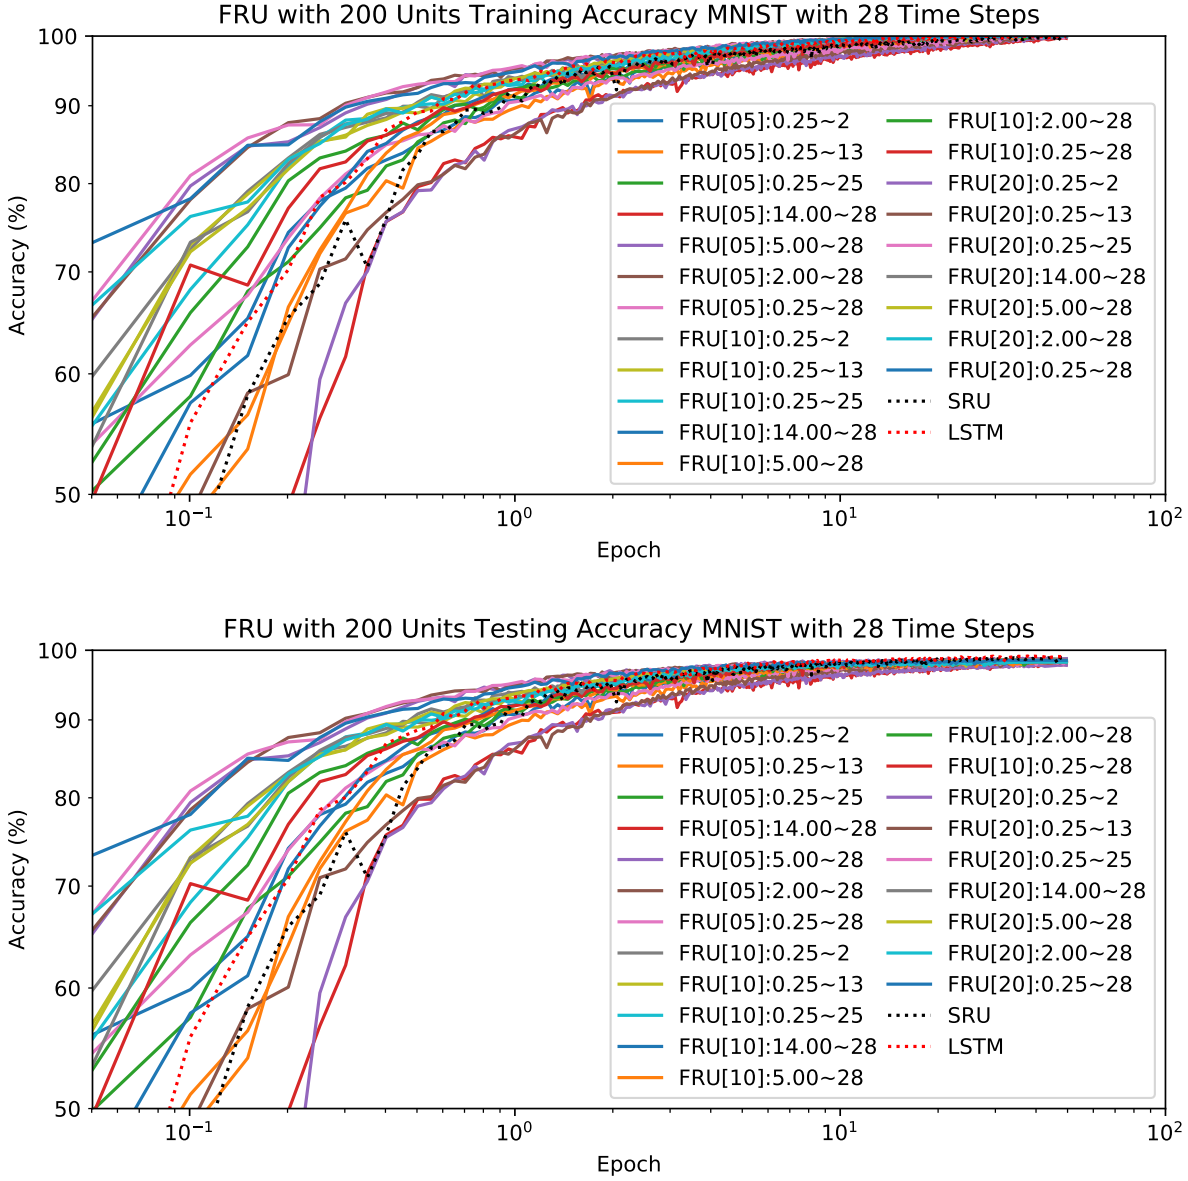 FRU with 200 Units Training Accuracy MNIST with 28 Time Steps
100
90
80
70
60
50
Accuracy (%)
FRU[05]:0.25~2
FRU[05]:0.25~13
FRU[05]:0.25~25
FRU[05]:14.00~28
FRU[05]:5.00~28
FRU[05]:2.00~28
FRU[05]:0.25~28
FRU[10]:0.25~2
FRU[10]:0.25~13
FRU[10]:0.25~25
FRU[10]:14.00~28
FRU[10]:5.00~28
FRU[10]:2.00~28
FRU[10]:0.25~28
FRU[20]:0.25~2
FRU[20]:0.25~13
FRU[20]:0.25~25
FRU[20]:14.00~28
FRU[20]:5.00~28
FRU[20]:2.00~28
FRU[20]:0.25~28
SRU
LSTM
10⁻¹ 10⁰ 10¹ 10²
Epoch
FRU with 200 Units Testing Accuracy MNIST with 28 Time Steps
100
90
80
70
60
50
Accuracy (%)
FRU[05]:0.25~2
FRU[05]:0.25~13
FRU[05]:0.25~25
FRU[05]:14.00~28
FRU[05]:5.00~28
FRU[05]:2.00~28
FRU[05]:0.25~28
FRU[10]:0.25~2
FRU[10]:0.25~13
FRU[10]:0.25~25
FRU[10]:14.00~28
FRU[10]:5.00~28
FRU[10]:2.00~28
FRU[10]:0.25~28
FRU[20]:0.25~2
FRU[20]:0.25~13
FRU[20]:0.25~25
FRU[20]:14.00~28
FRU[20]:5.00~28
FRU[20]:2.00~28
FRU[20]:0.25~28
SRU
LSTM
10⁻¹ 10⁰ 10¹ 10²
Epoch